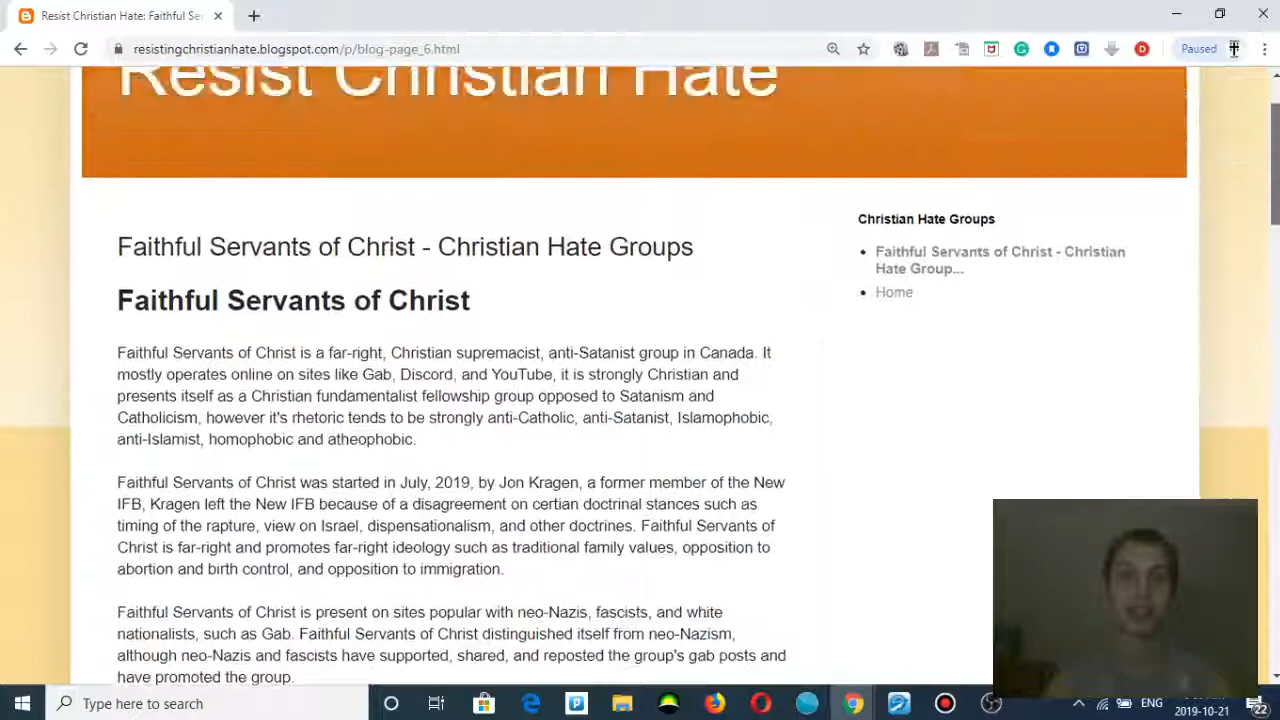 Resist Christian Hate: Faithful Se
resistingchristianhate.blogspot.com/p/blog-page_6.html
Paused
Resist Christian Hate
Christian Hate Groups
Faithful Servants of Christ - Christian Hate Groups
Faithful Servants of Christ - Christian
Hate Group...
Home
Faithful Servants of Christ
Faithful Servants of Christ is a far-right, Christian supremacist, anti-Satanist group in Canada. It
mostly operates online on sites like Gab, Discord, and YouTube, it is strongly Christian and
presents itself as a Christian fundamentalist fellowship group opposed to Satanism and
Catholicism, however it's rhetoric tends to be strongly anti-Catholic, anti-Satanist, Islamophobic,
anti-Islamist, homophobic and atheophobic.
Faithful Servants of Christ was started in July, 2019, by Jon Kragen, a former member of the New
IFB, Kragen left the New IFB because of a disagreement on certian doctrinal stances such as
timing of the rapture, view on Israel, dispensationalism, and other doctrines. Faithful Servants of
Christ is far-right and promotes far-right ideology such as traditional family values, opposition to
abortion and birth control, and opposition to immigration.
Faithful Servants of Christ is present on sites popular with neo-Nazis, fascists, and white
nationalists, such as Gab. Faithful Servants of Christ distinguished itself from neo-Nazism,
although neo-Nazis and fascists have supported, shared, and reposted the group's gab posts and
have promoted the group.
Type here to search
ENG
2019-10-21
22